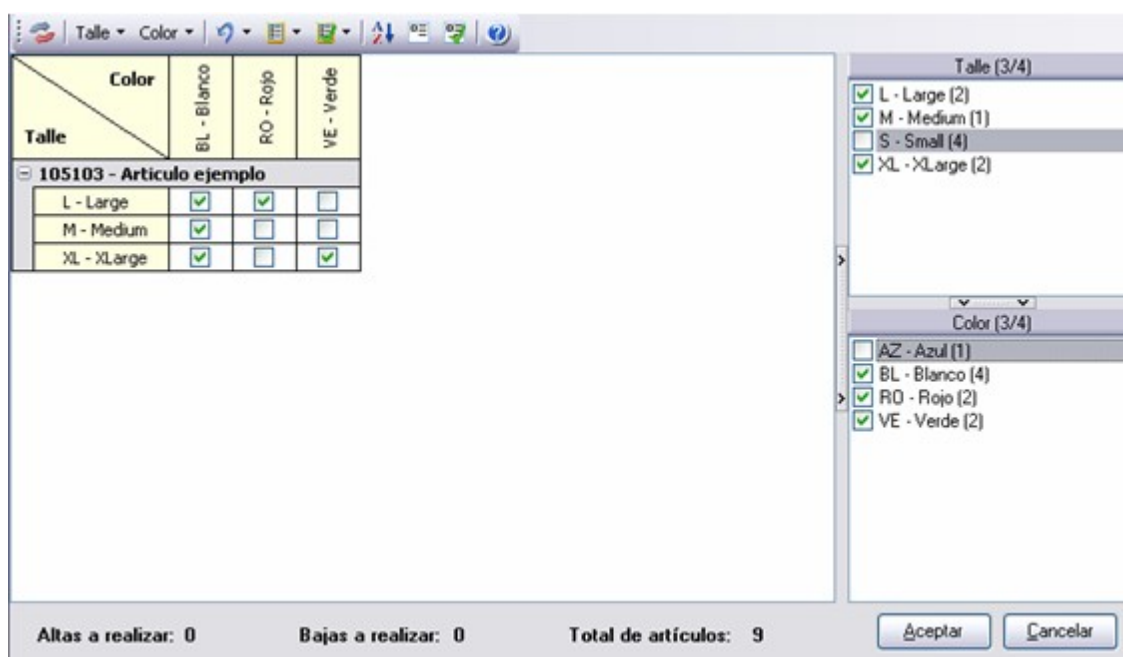 Talle Color
Color
Talle
BL - Blanco
RO - Rojo
VE - Verde
105103 - Articulo ejemplo
L - Large
M - Medium
XL - XLarge
Talle (3/4)
L - Large (2)
M - Medium (1)
S - Small (4)
XL - XLarge (2)
Color (3/4)
AZ - Azul (1)
BL - Blanco (4)
RO - Rojo (2)
VE - Verde (2)
Altas a realizar: 0 Bajas a realizar: 0 Total de artículos: 9 Aceptar Cancelar